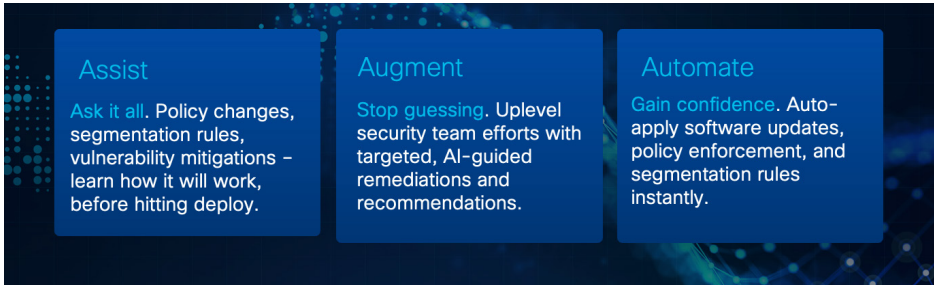 Assist
Ask it all. Policy changes,
segmentation rules,
vulnerability mitigations –
learn how it will work,
before hitting deploy.
Augment
Stop guessing. Uplevel
security team efforts with
targeted, AI-guided
remediations and
recommendations.
Automate
Gain confidence. Auto-
apply software updates,
policy enforcement, and
segmentation rules
instantly.